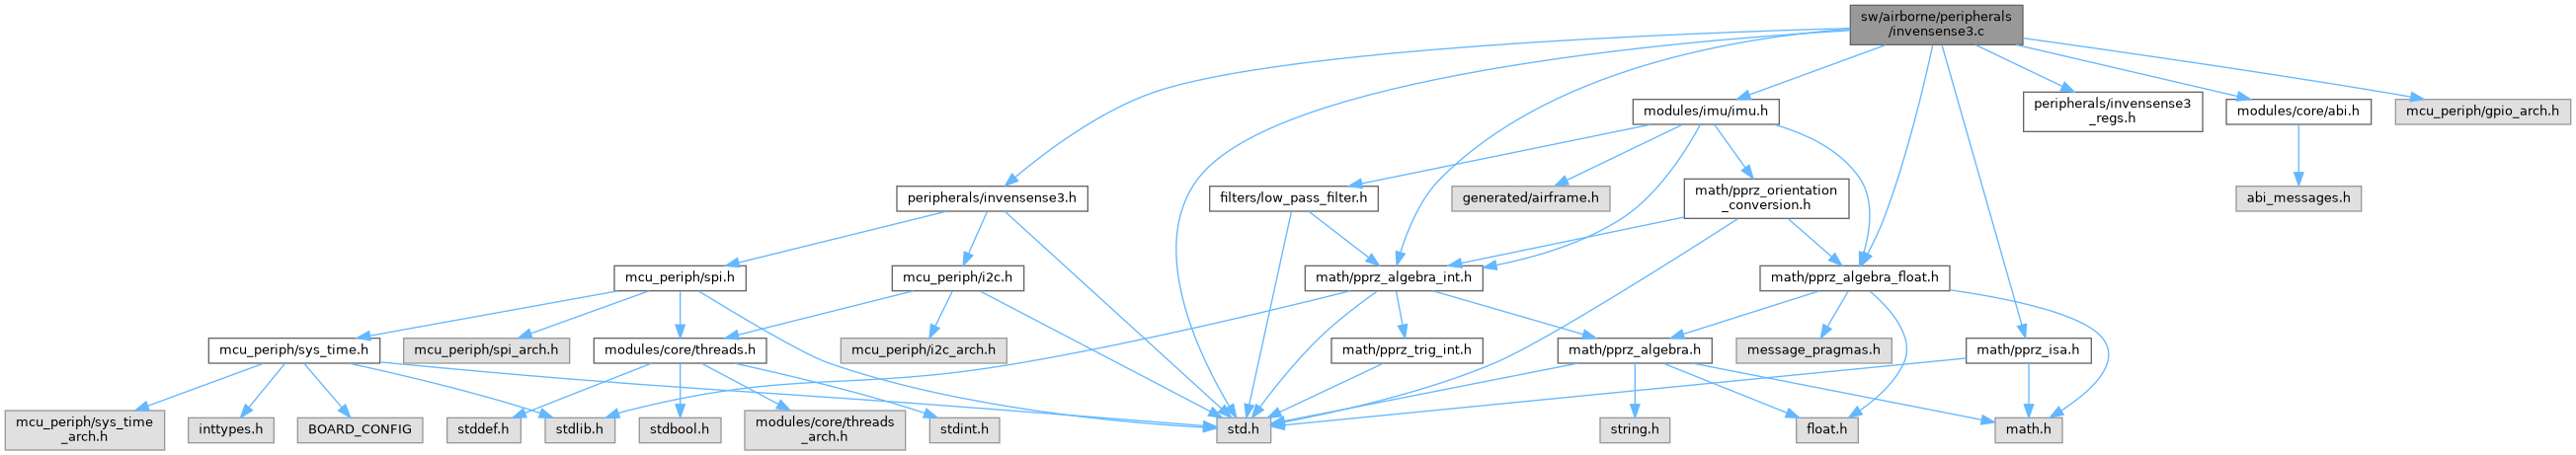 sw/airborne/peripherals
/invensense3.c
modules/imu/imu.h
peripherals/invensense3
_regs.h
modules/core/abi.h
mcu_periph/gpio_arch.h
peripherals/invensense3.h
filters/low_pass_filter.h
generated/airframe.h
math/pprz_orientation
_conversion.h
abi_messages.h
mcu_periph/spi.h
mcu_periph/i2c.h
math/pprz_algebra_int.h
math/pprz_algebra_float.h
mcu_periph/sys_time.h
mcu_periph/spi_arch.h
modules/core/threads.h
mcu_periph/i2c_arch.h
math/pprz_trig_int.h
math/pprz_algebra.h
message_pragmas.h
math/pprz_isa.h
mcu_periph/sys_time
_arch.h
inttypes.h
BOARD_CONFIG
stddef.h
stdlib.h
stdbool.h
modules/core/threads
_arch.h
stdint.h
std.h
string.h
float.h
math.h